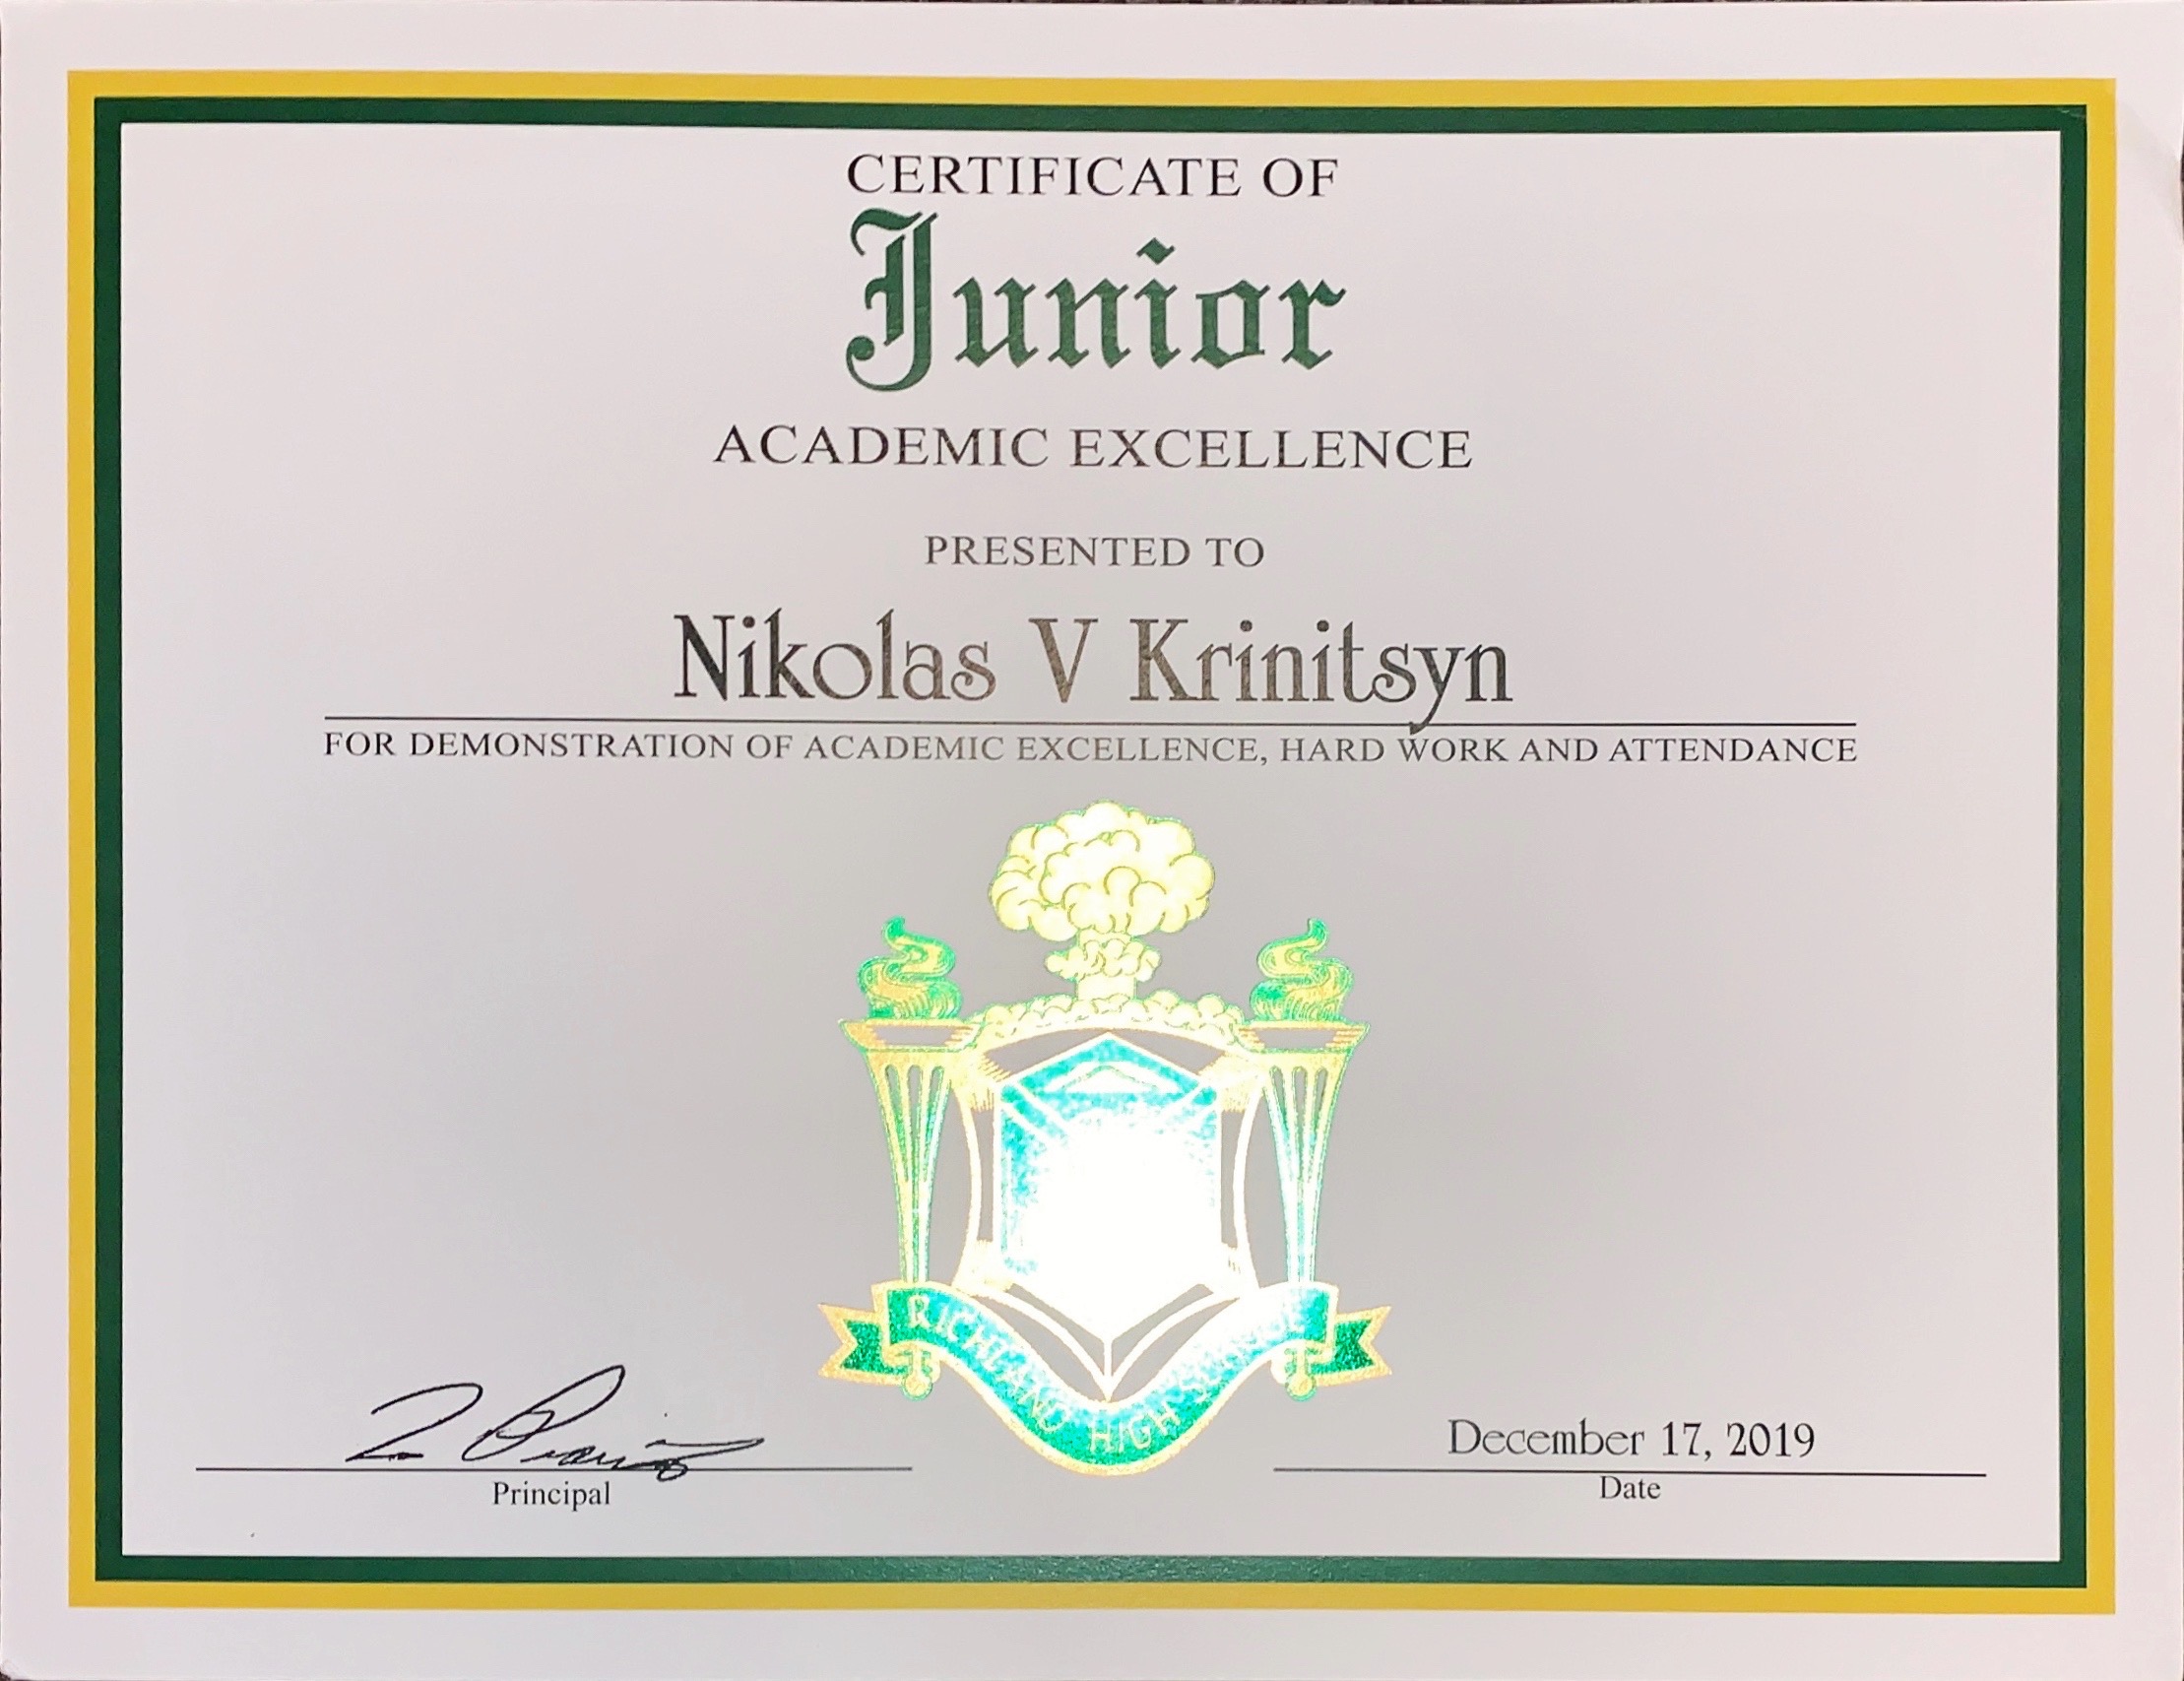 CERTIFICATE OF
Junior
ACADEMIC EXCELLENCE
PRESENTED TO
Nikolas V Krinitsyn
FOR DEMONSTRATION OF ACADEMIC EXCELLENCE, HARD WORK AND ATTENDANCE
RICHLAND HIGH SCHOOL
December 17, 2019
Principal
Date